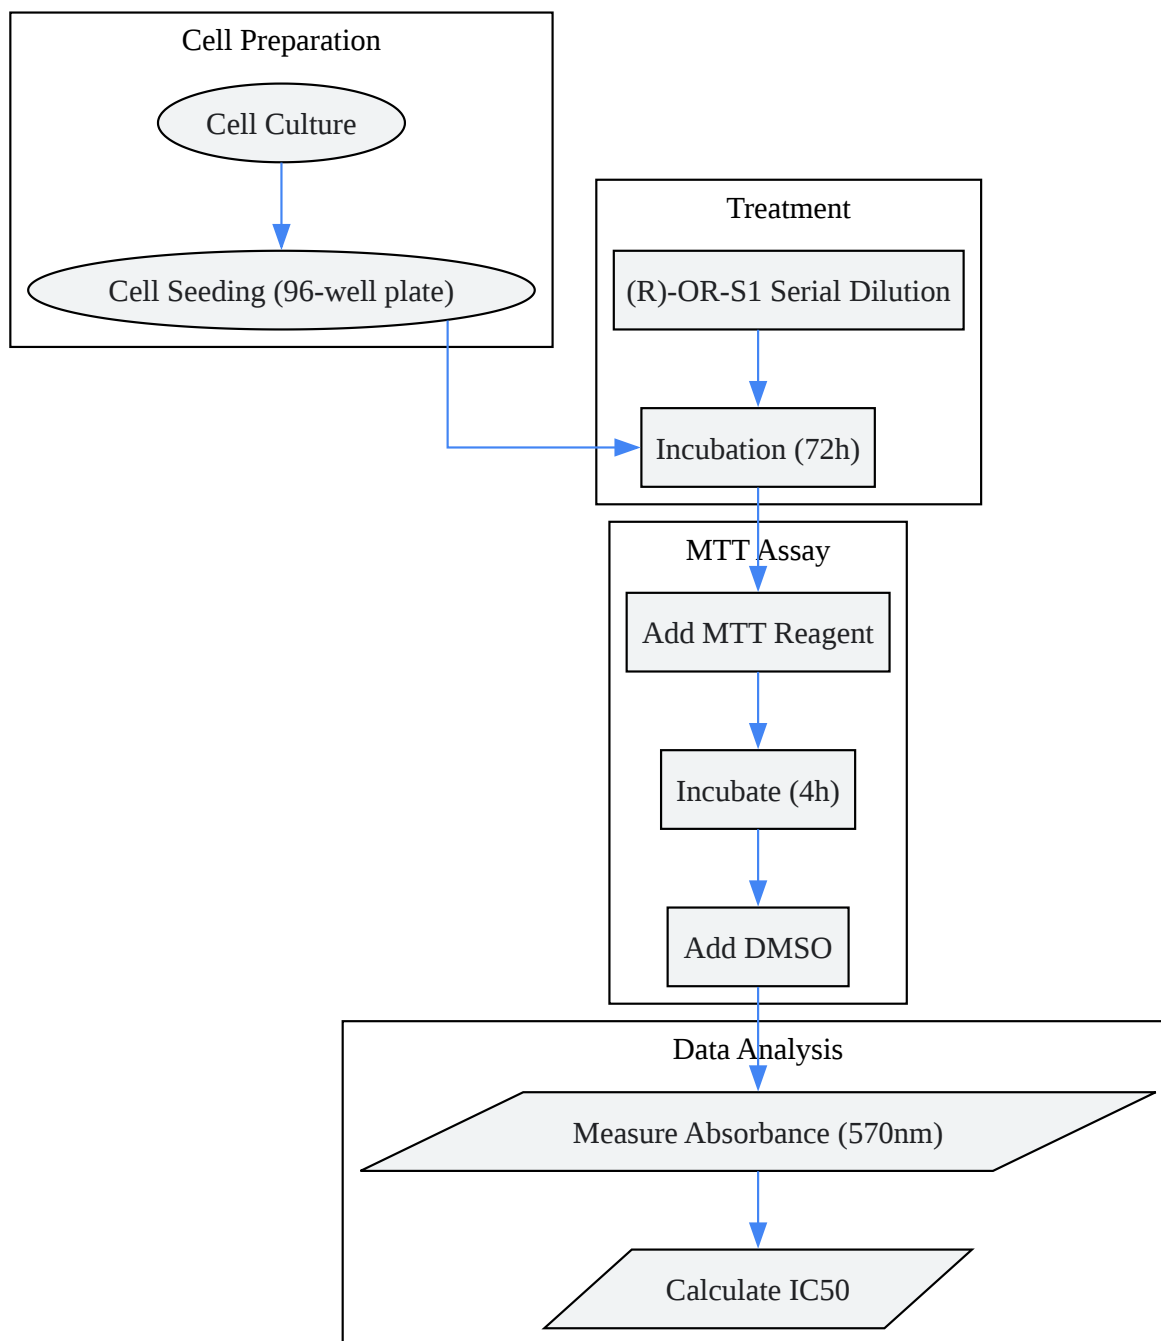 Cell Preparation
Cell Culture
Cell Seeding (96-well plate)
Treatment
(R)-OR-S1 Serial Dilution
Incubation (72h)
MTT Assay
Add MTT Reagent
Incubate (4h)
Add DMSO
Data Analysis
Measure Absorbance (570nm)
Calculate IC50